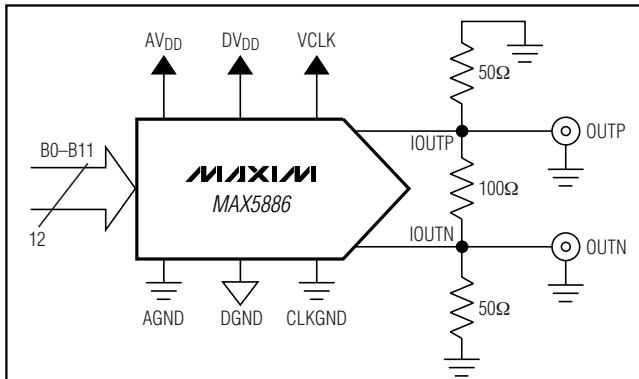 AVDD DVDD VCLK
50Ω
OUTP
B0–B11
IOUTP
MAXIM
MAX5886
100Ω
IOUTN
OUTN
12
50Ω
AGND DGND CLKGND